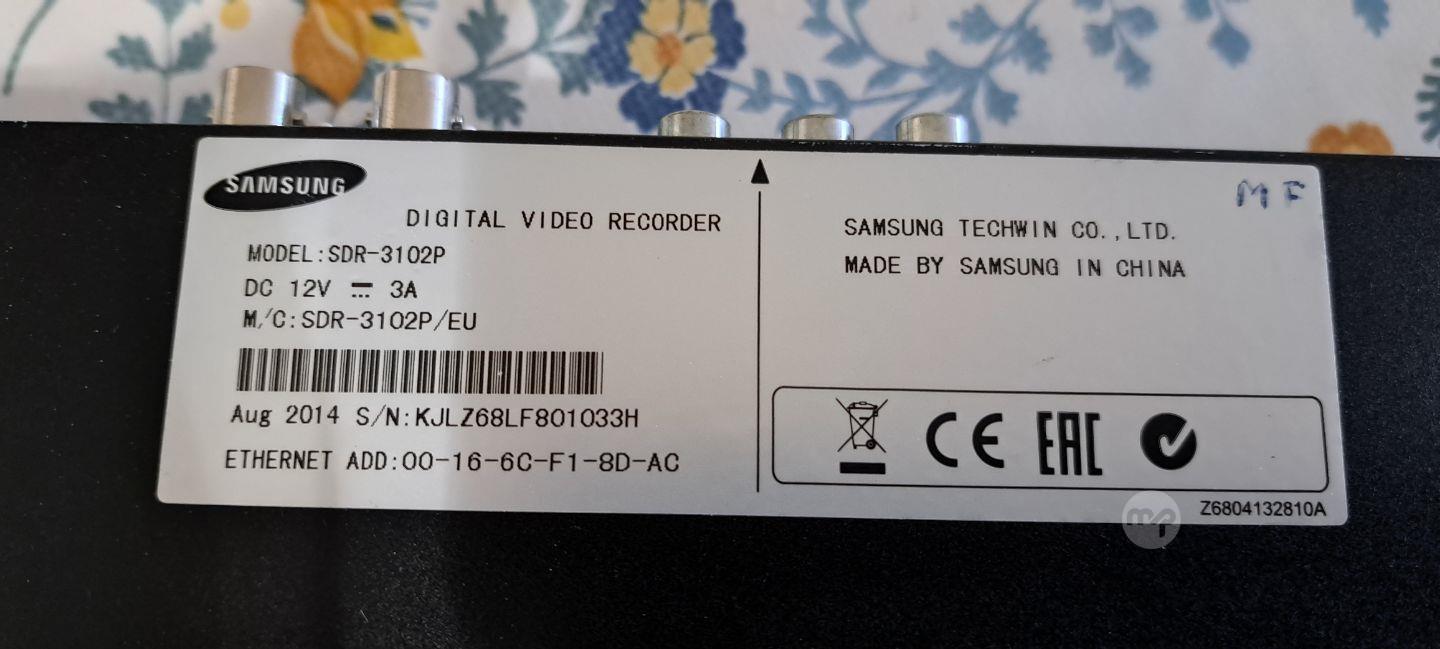 SAMSUNG
DIGITAL VIDEO RECORDER
MODEL:SDR-3102P
DC 12V ⎓ 3A
M/C:SDR-3102P/EU
Aug 2014 S/N:KJLZ68LF801033H
ETHERNET ADD:00-16-6C-F1-8D-AC
MF
SAMSUNG TECHWIN CO.,LTD.
MADE BY SAMSUNG IN CHINA
CE EAC
Z6804132810A